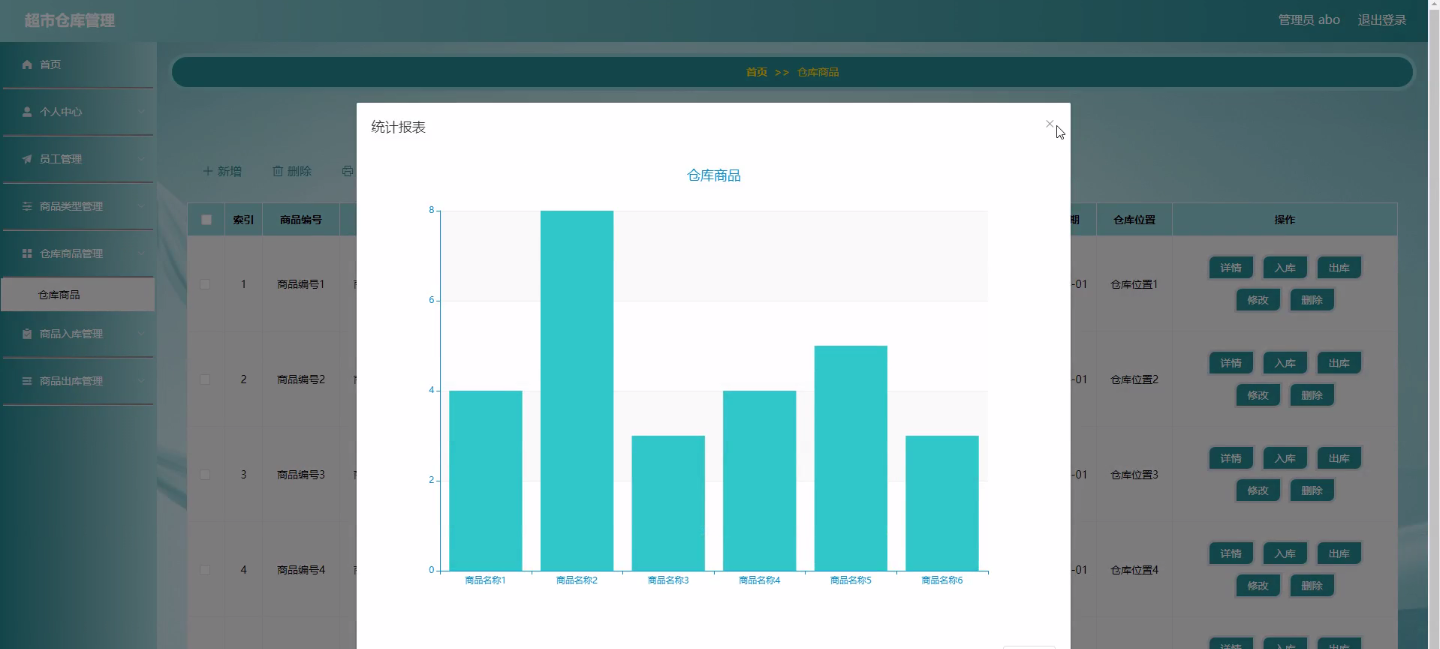 超市仓库管理
管理员 abo 退出登录
首页
个人中心
员工管理
商品类型管理
仓库商品管理
仓库商品
商品入库管理
商品出库管理
首页 >> 仓库商品
新增 删除
索引 商品编号 期 仓库位置 操作
1 商品编号1 -01 仓库位置1 详情 入库 出库
修改 删除
2 商品编号2 -01 仓库位置2 详情 入库 出库
修改 删除
3 商品编号3 -01 仓库位置3 详情 入库 出库
修改 删除
4 商品编号4 -01 仓库位置4 详情 入库 出库
修改 删除
详情 入库 出库
统计报表
仓库商品
8
6
4
2
0
商品名称1 商品名称2 商品名称3 商品名称4 商品名称5 商品名称6